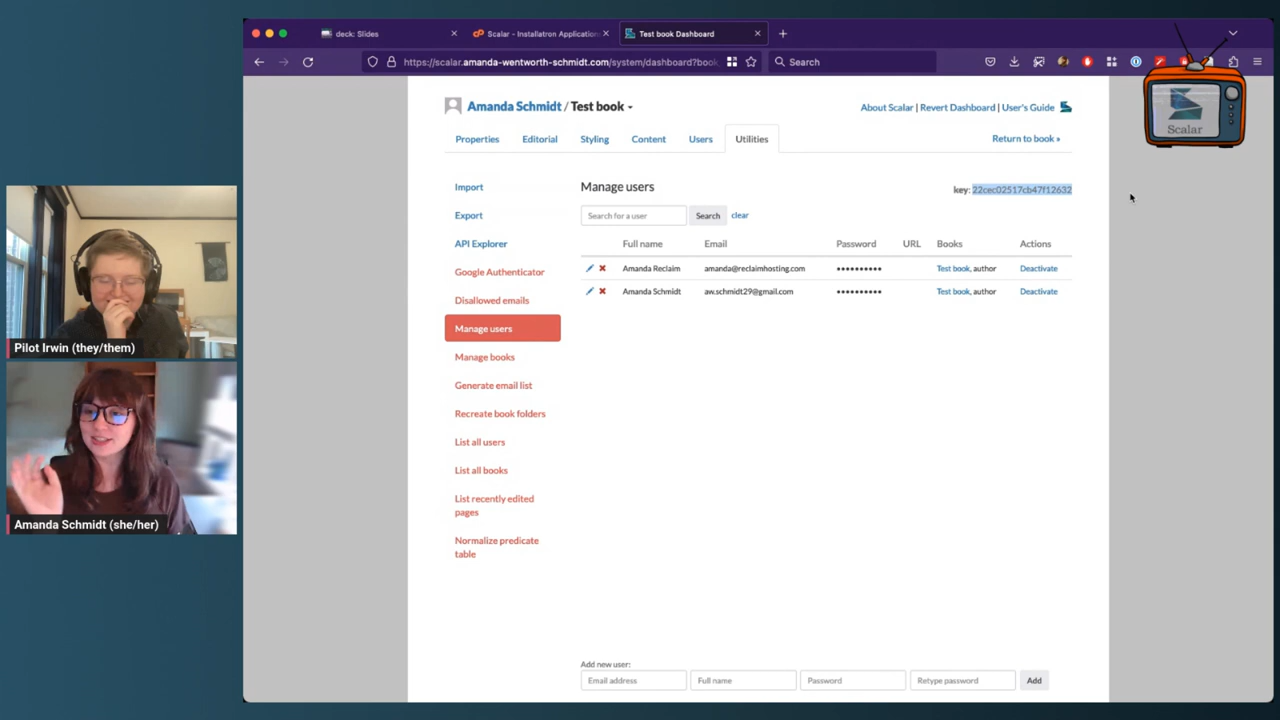 deck: Slides
Scalar - Installatron Application
Test book Dashboard
https://scalar.amanda-wentworth-schmidt.com/system/dashboard?book
Search
Scalar
Amanda Schmidt / Test book
About Scalar | Revert Dashboard | User's Guide
Properties Editorial Styling Content Users Utilities
Return to book »
Import
Export
API Explorer
Google Authenticator
Disallowed emails
Manage users
Manage books
Generate email list
Recreate book folders
List all users
List all books
List recently edited
pages
Normalize predicate
table
Manage users
key: 22cec02517cb47f12632
Search for a user Search clear
Full name Email Password URL Books Actions
Amanda Reclaim amanda@reclaimhosting.com •••••••••• Test book, author Deactivate
Amanda Schmidt aw.schmidt29@gmail.com •••••••••• Test book, author Deactivate
Add new user:
Email address Full name Password Retype password Add
Pilot Irwin (they/them)
Amanda Schmidt (she/her)